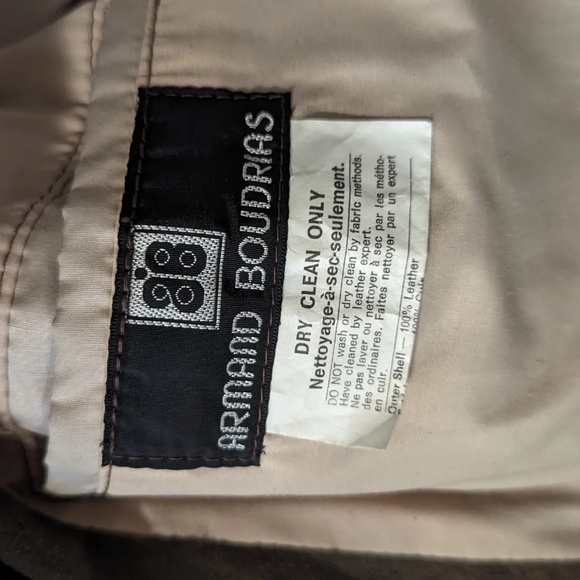 ARMAND BOUDRIAS
DRY CLEAN ONLY
Nettoyage-à-sec-seulement.
DO NOT wash or dry clean by fabric methods.
Have cleaned by leather expert.
Ne pas laver ou nettoyer à sec par les métho-
des ordinaires. Faites nettoyer par un expert
en cuir.
Outer Shell — 100% Leather
100% Cuir